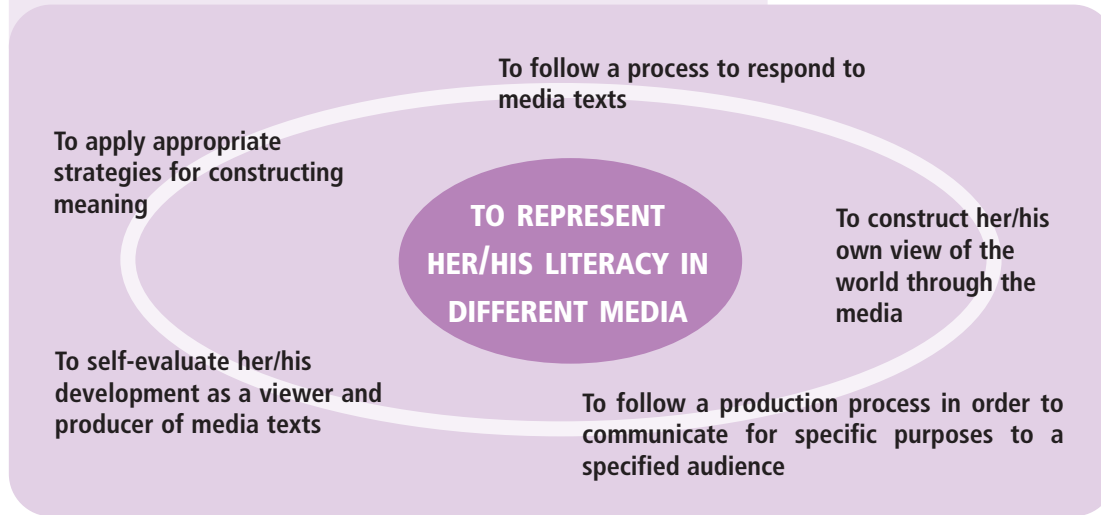 To follow a process to respond to
media texts
To apply appropriate
strategies for constructing
meaning
TO REPRESENT
HER/HIS LITERACY IN
DIFFERENT MEDIA
To construct her/his
own view of the
world through the
media
To self-evaluate her/his
development as a viewer and
producer of media texts
To follow a production process in order to
communicate for specific purposes to a
specified audience